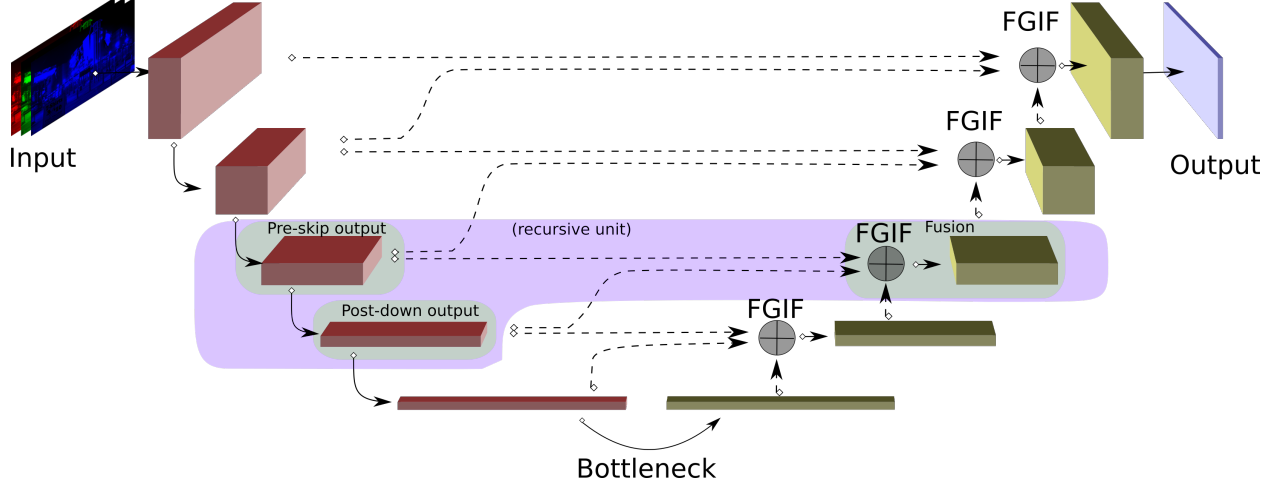 FGIF
FGIF
Input
Output
Pre-skip output
(recursive unit)
Fusion
FGIF
Post-down output
FGIF
Bottleneck